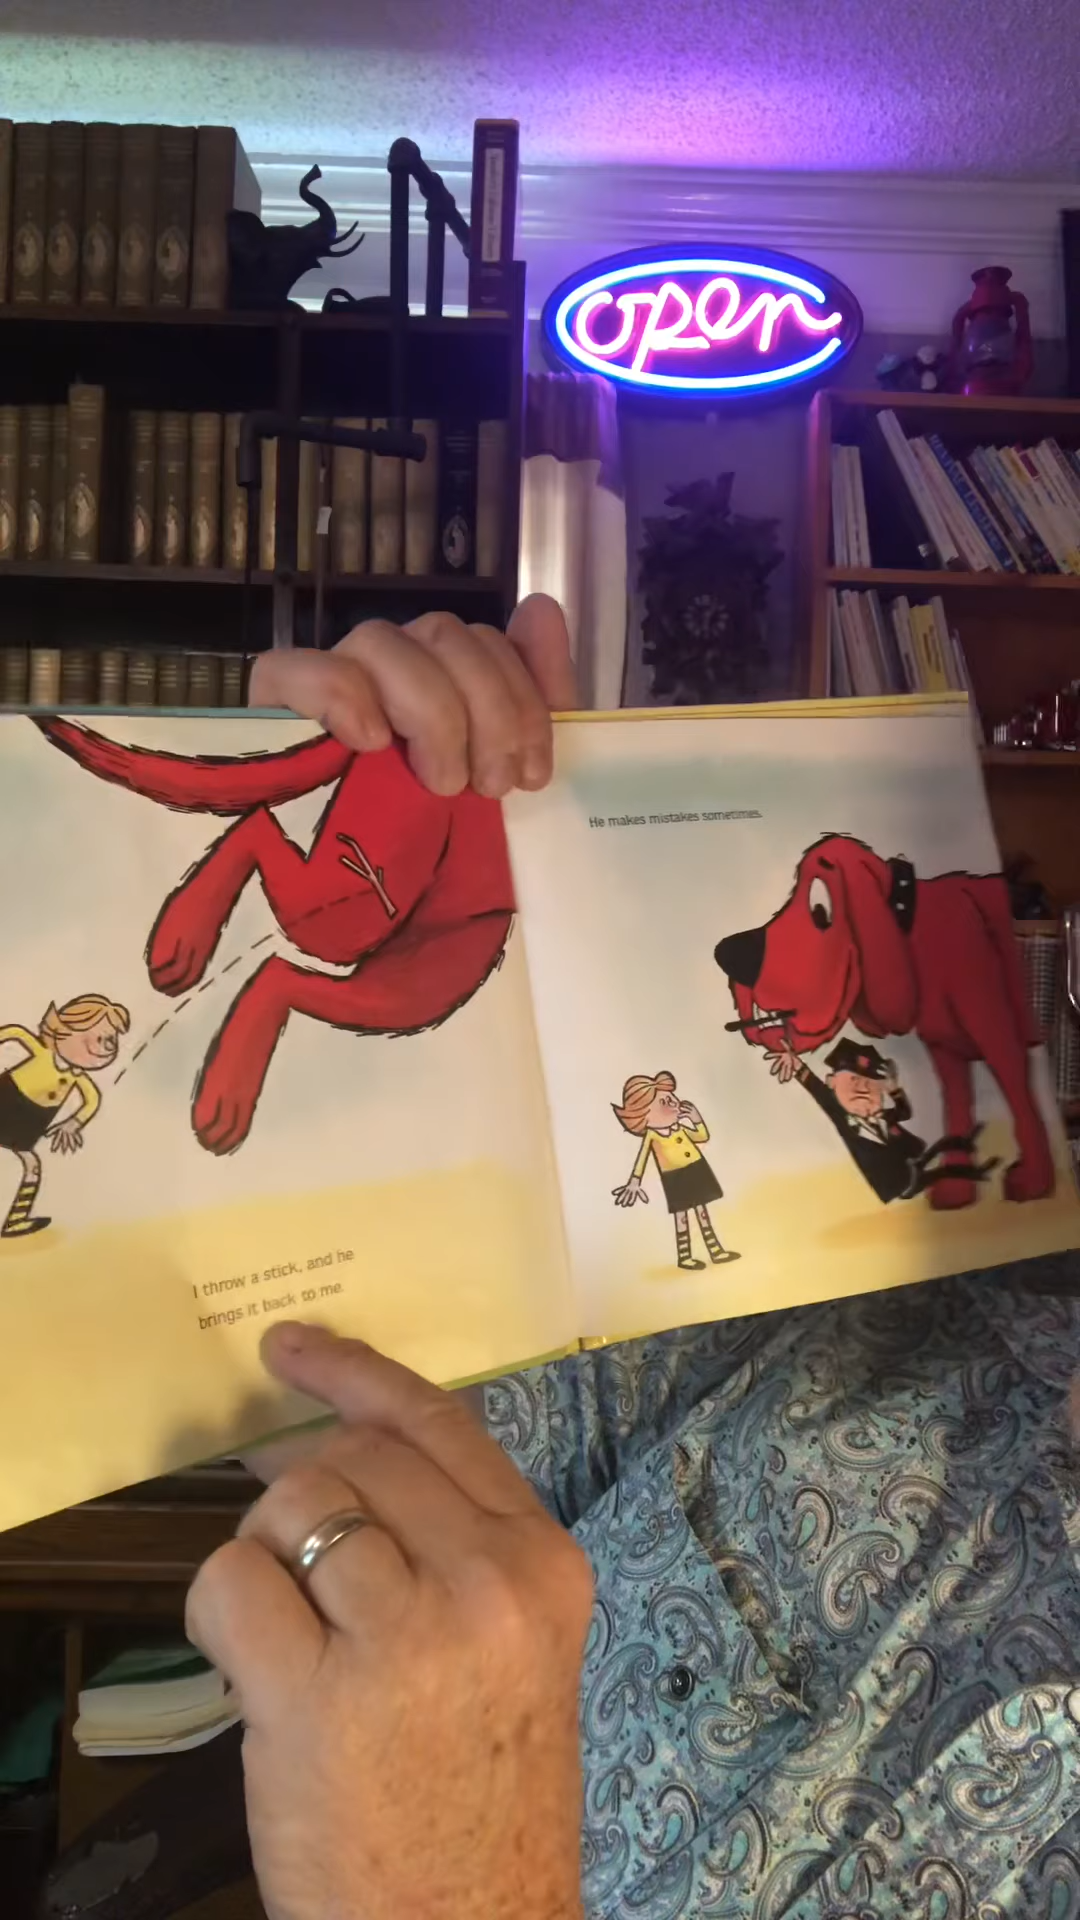 open
I throw a stick, and he
brings it back to me.
He makes mistakes sometimes.